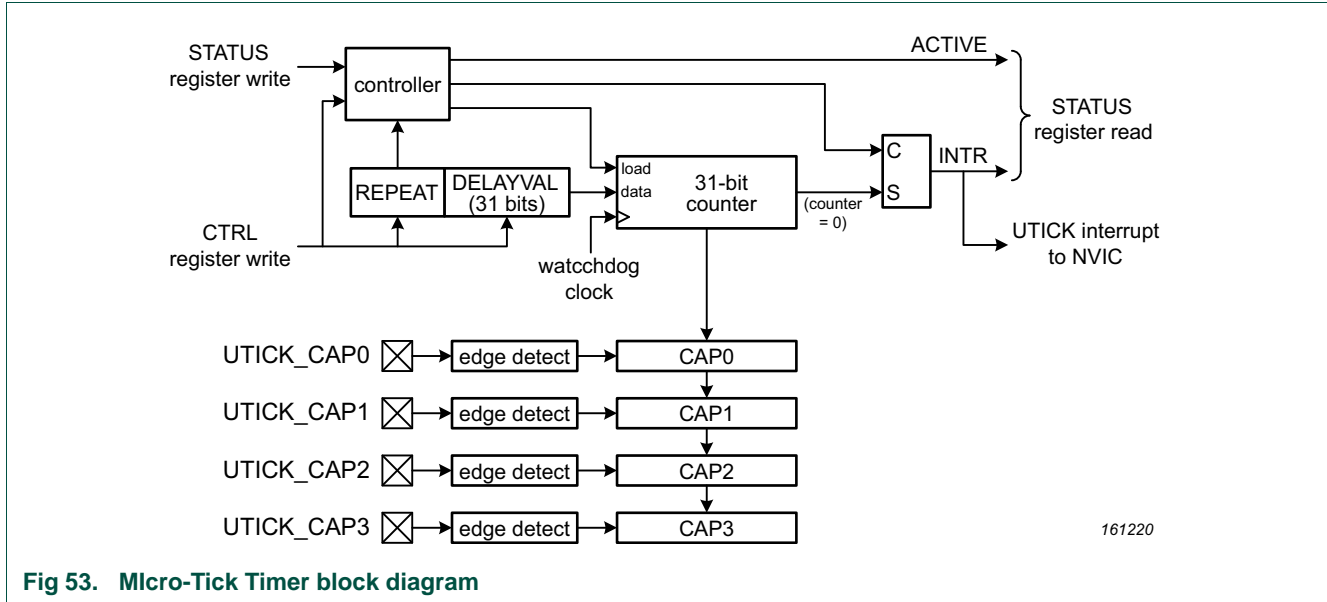 STATUS
register write
controller
ACTIVE
STATUS
register read
C
S
INTR
REPEAT
DELAYVAL
(31 bits)
load
data
31-bit
counter
(counter
= 0)
CTRL
register write
watcchdog
clock
UTICK interrupt
to NVIC
UTICK_CAP0
edge detect
CAP0
UTICK_CAP1
edge detect
CAP1
UTICK_CAP2
edge detect
CAP2
UTICK_CAP3
edge detect
CAP3
161220
Fig 53. MIcro-Tick Timer block diagram